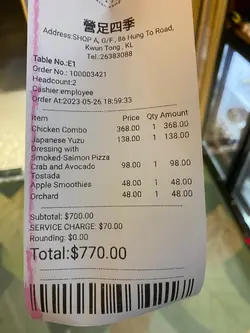 營足四季
Address:SHOP A, G/F , 86 Hung To Road,
Kwun Tong , KL
Tel.:26383088
Table No.:E1
Order No.: 100003421
Headcount:2
Cashier:employee
Order At:2023-05-26 18:59:33
Item Price Qty Amount
Chicken Combo 368.00 1 368.00
Japanese Yuzu 138.00 1 138.00
Dressing with
Smoked-Salmon Pizza
Crab and Avocado 98.00 1 98.00
Tostada
Apple Smoothies 48.00 1 48.00
Orchard 48.00 1 48.00
Subtotal: $700.00
SERVICE CHARGE: $70.00
Rounding: $0.00
Total:$770.00